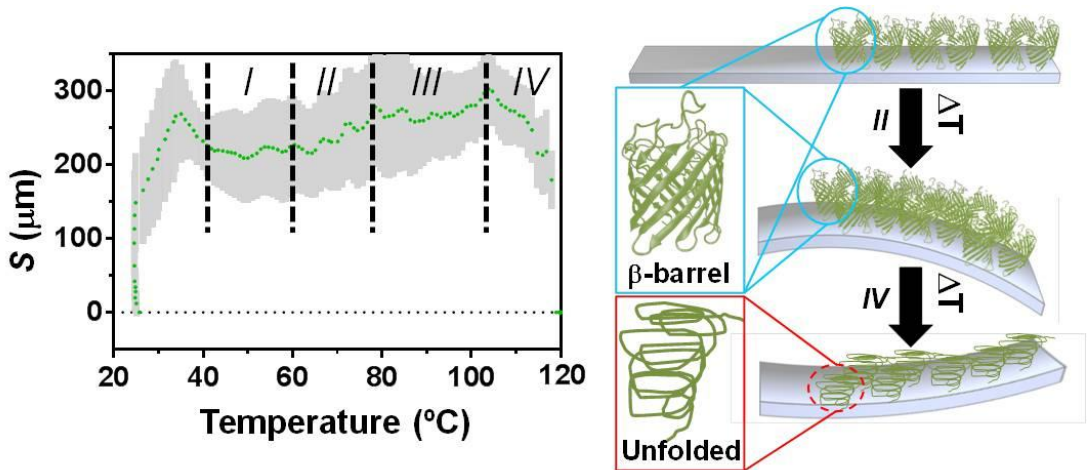 S (μm)
300
200
100
0
I
II
III
IV
20
40
60
80
100
120
Temperature (ºC)
II
ΔT
β-barrel
IV
ΔT
Unfolded